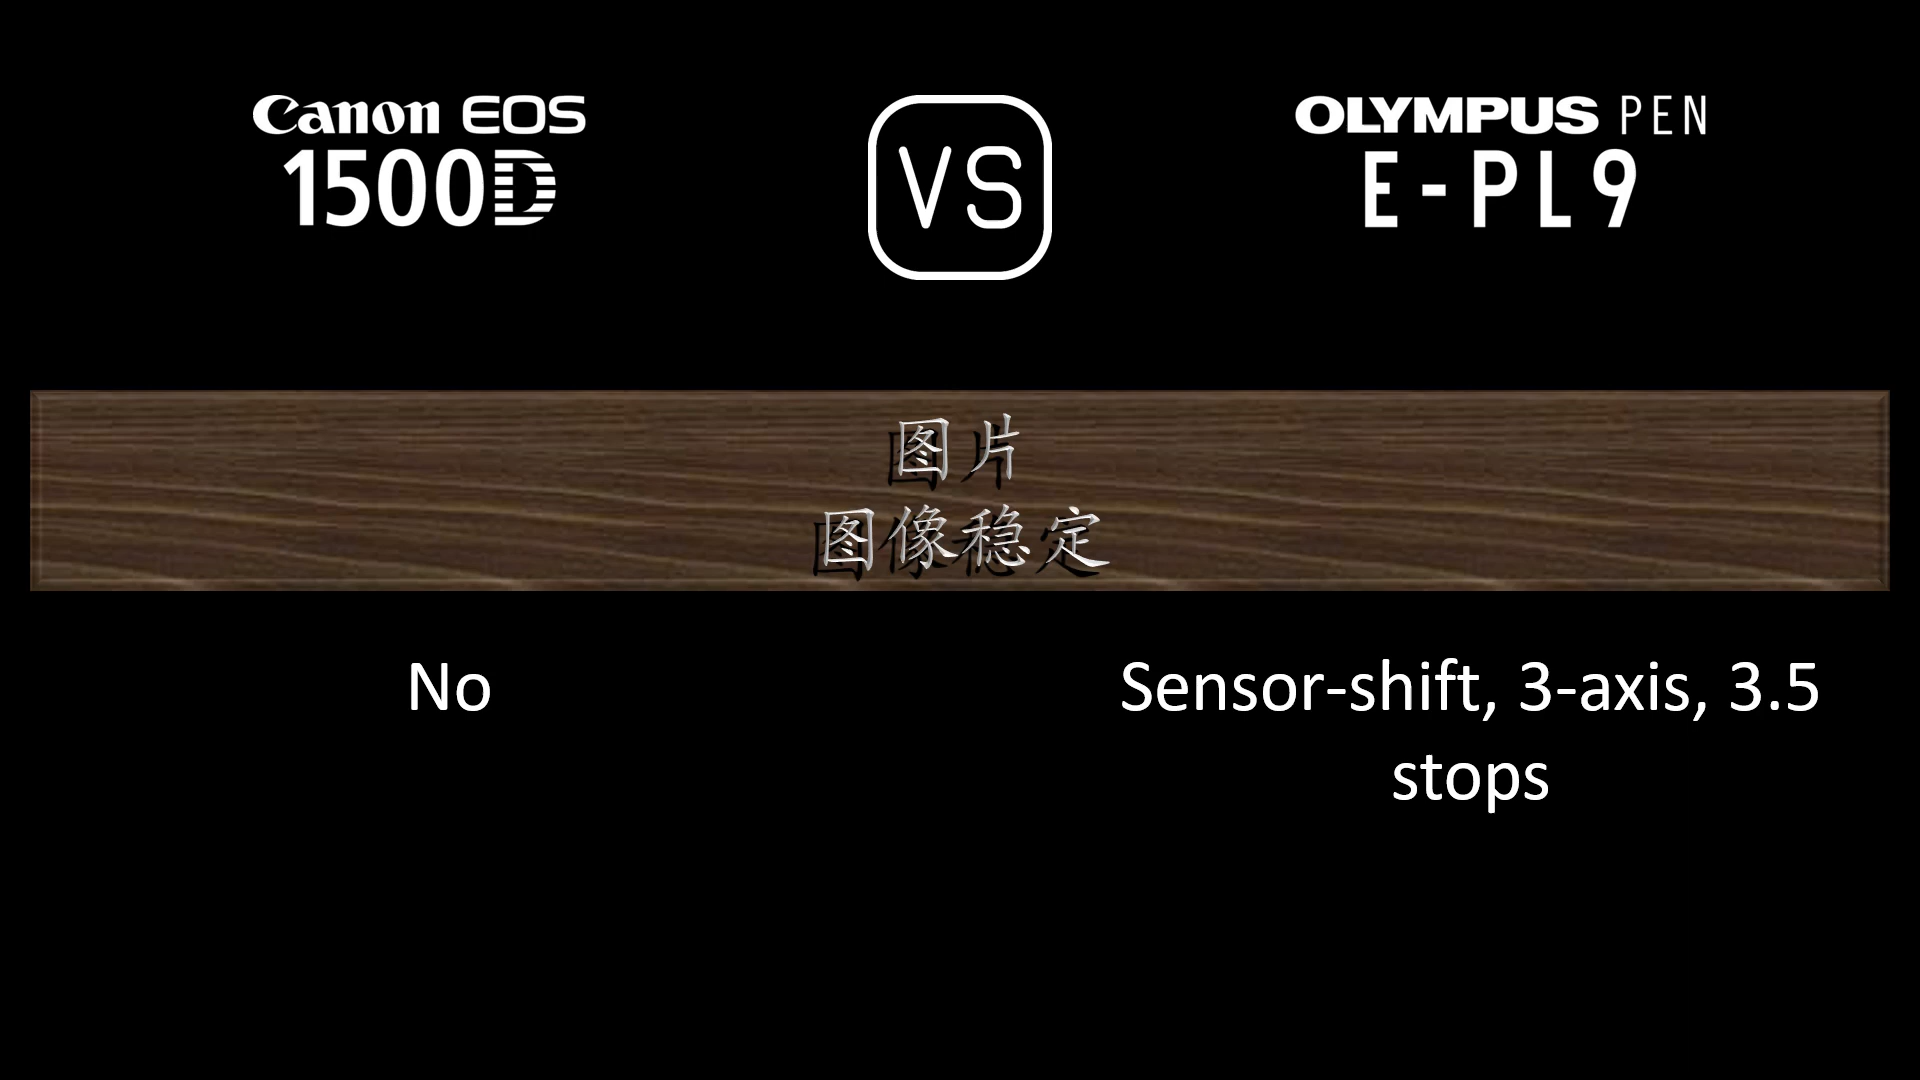 Canon EOS
1500D
VS
OLYMPUS PEN
E-PL9
图片
图像稳定
No
Sensor-shift, 3-axis, 3.5
stops